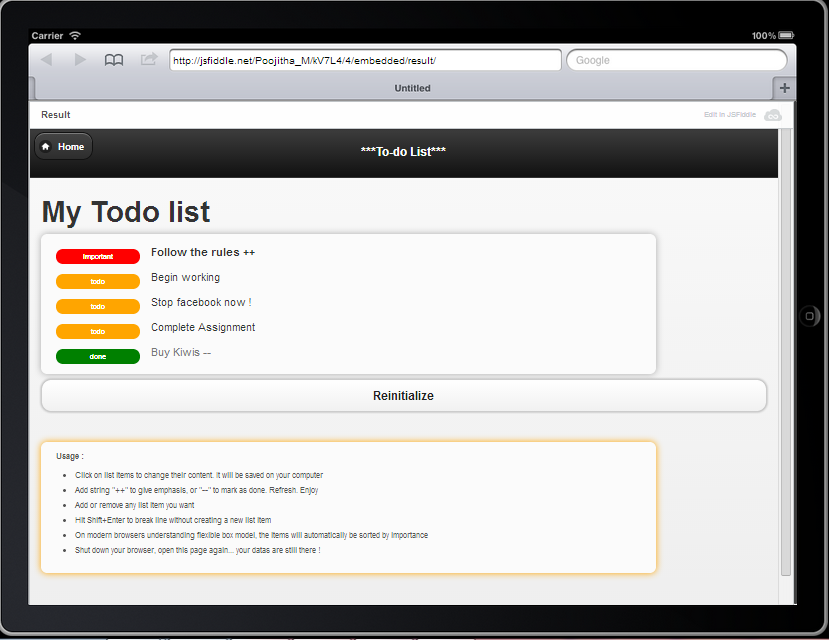 Carrier 100%
http://jsfiddle.net/Poojitha_M/kV7L4/4/embedded/result/ Google
Untitled +
Result Edit in JSFiddle
Home ***To-do List***
My Todo list
important Follow the rules ++
todo Begin working
todo Stop facebook now !
todo Complete Assignment
done Buy Kiwis --
Reinitialize
Usage :
• Click on list items to change their content. It will be saved on your computer
• Add string "++" to give emphasis, or "--" to mark as done. Refresh. Enjoy
• Add or remove any list item you want
• Hit Shift+Enter to break line without creating a new list item
• On modern browsers understanding flexible box model, the items will automatically be sorted by importance
• Shut down your browser, open this page again... your datas are still there !